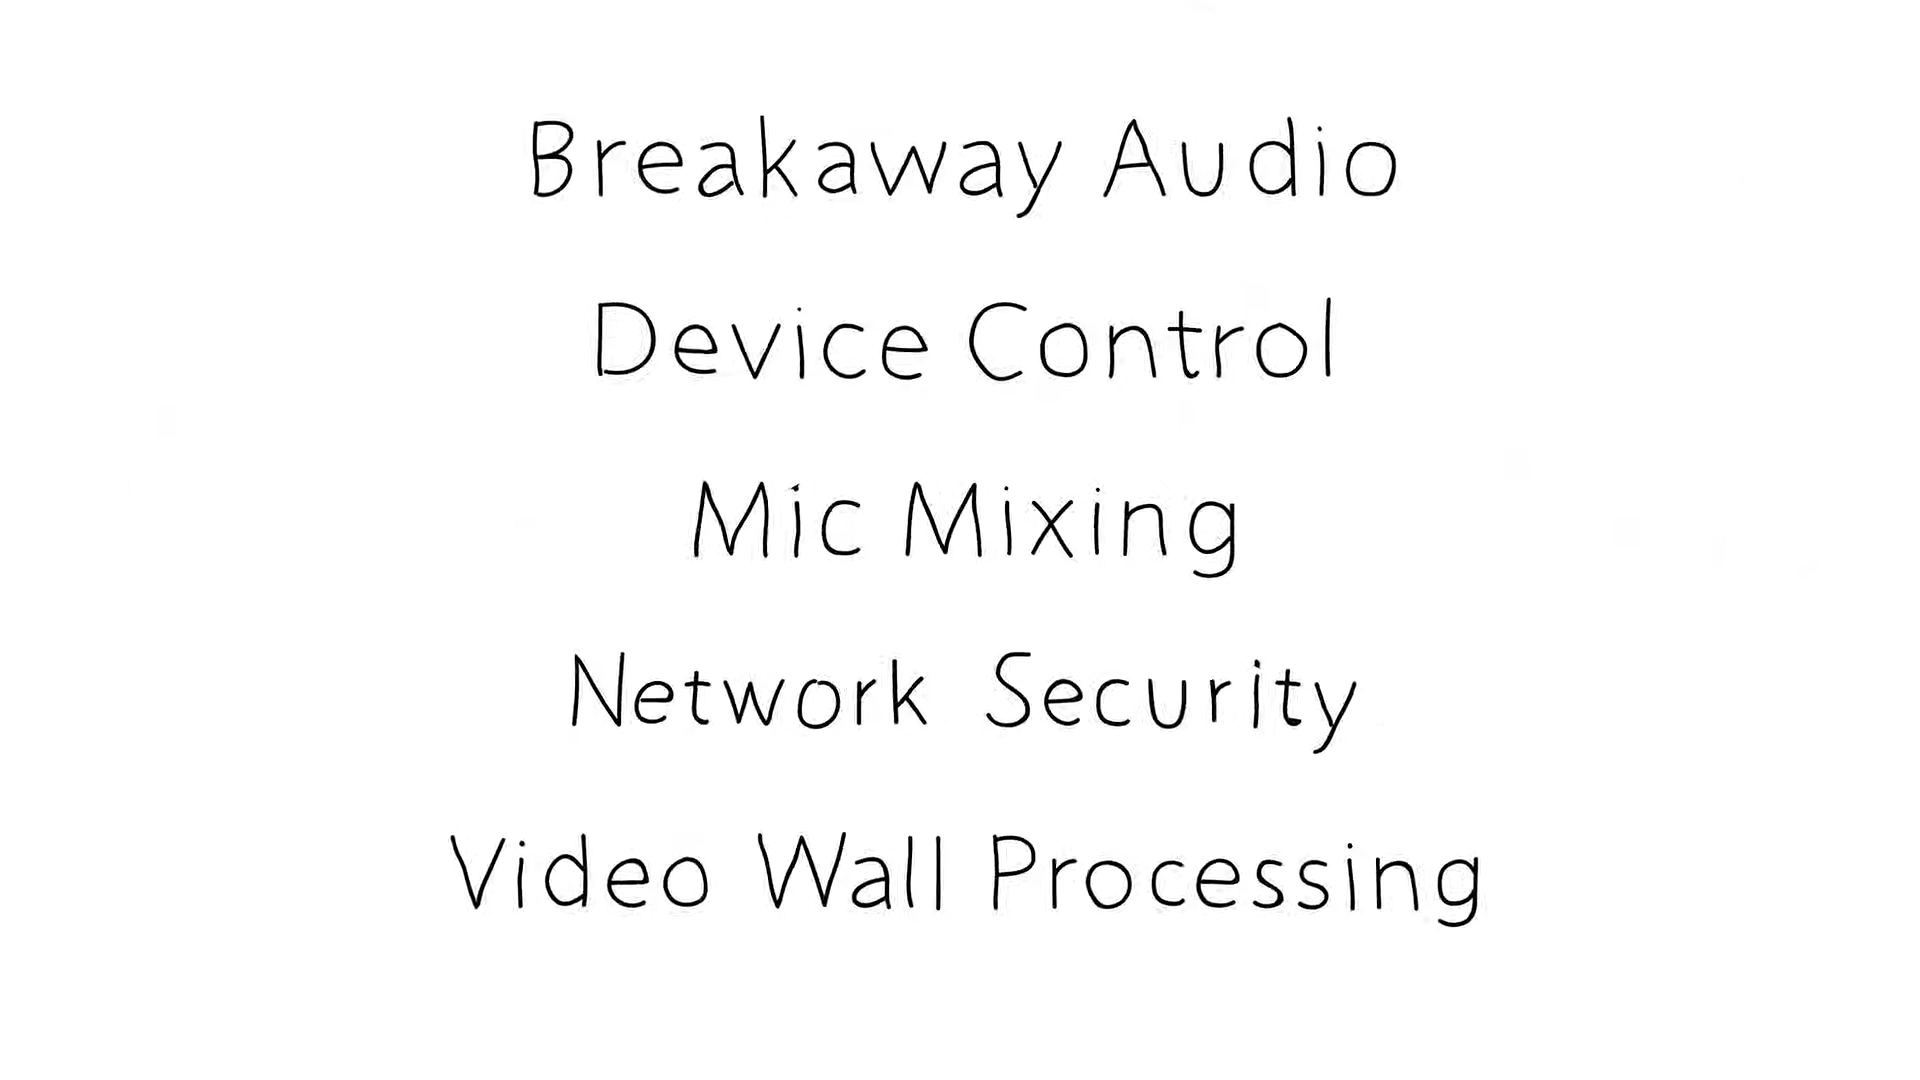 Breakaway Audio
Device Control
Mic Mixing
Network Security
Video Wall Processing